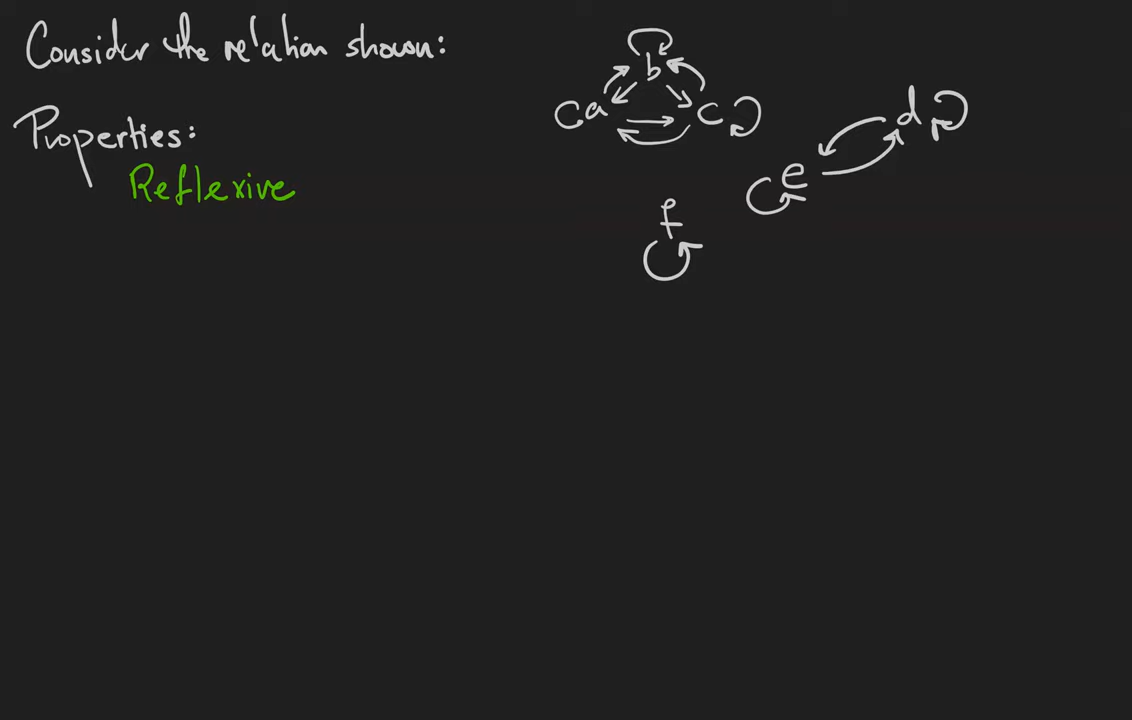 Consider the relation shown:
Properties:
Reflexive
b
a c
d
e
f